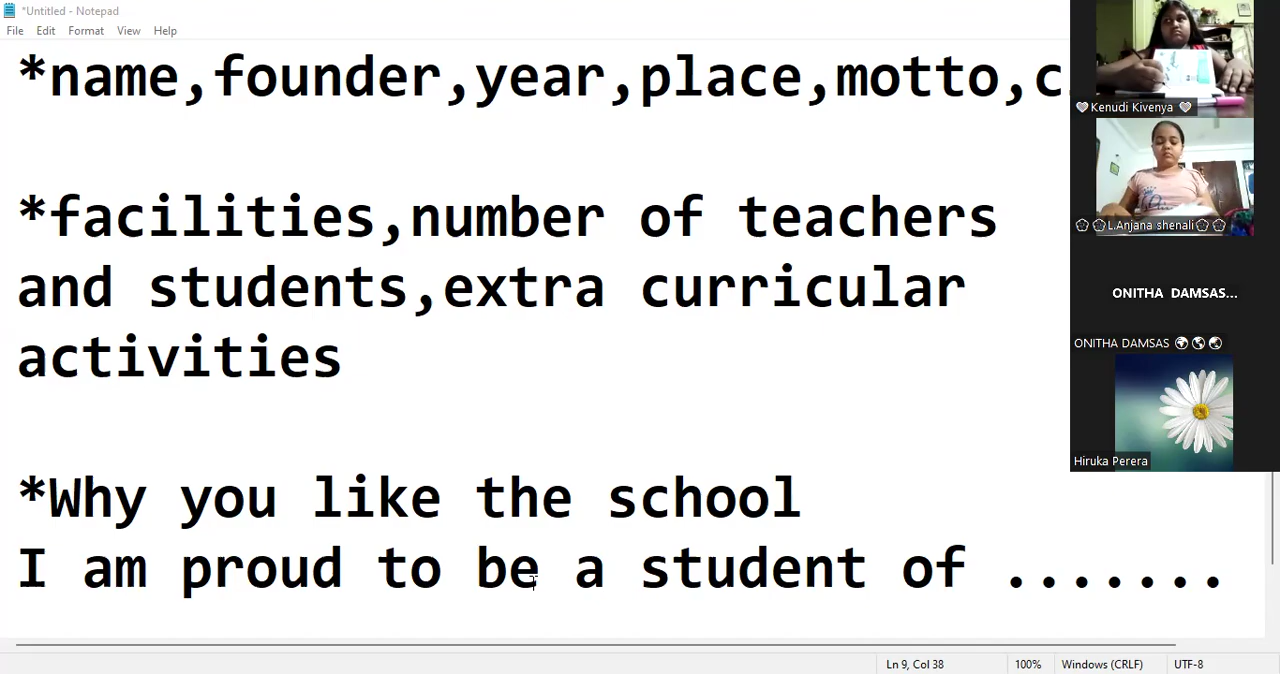 *Untitled - Notepad
File Edit Format View Help
*name,founder,year,place,motto,c
*facilities,number of teachers
and students,extra curricular
activities
*Why you like the school
I am proud to be a student of .......
Kenudi Kivenya
L.Anjana shenali
ONITHA DAMSAS...
ONITHA DAMSAS
Hiruka Perera
Ln 9, Col 38 100% Windows (CRLF) UTF-8